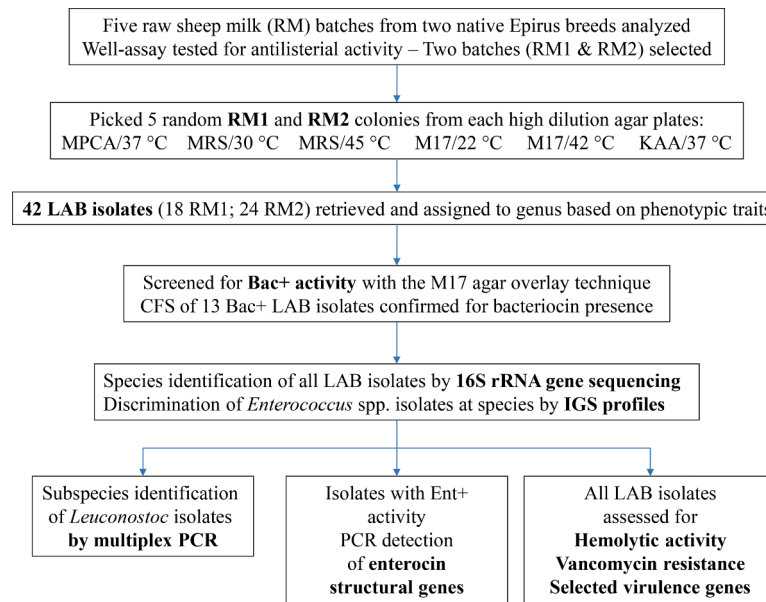 Five raw sheep milk (RM) batches from two native Epirus breeds analyzed
Well-assay tested for antilisterial activity – Two batches (RM1 & RM2) selected
Picked 5 random RM1 and RM2 colonies from each high dilution agar plates:
MPCA/37 °C MRS/30 °C MRS/45 °C M17/22 °C M17/42 °C KAA/37 °C
42 LAB isolates (18 RM1; 24 RM2) retrieved and assigned to genus based on phenotypic traits
Screened for Bac+ activity with the M17 agar overlay technique
CFS of 13 Bac+ LAB isolates confirmed for bacteriocin presence
Species identification of all LAB isolates by 16S rRNA gene sequencing
Discrimination of Enterococcus spp. isolates at species by IGS profiles
Subspecies identification
of Leuconostoc isolates
by multiplex PCR
Isolates with Ent+
activity
PCR detection
of enterocin
structural genes
All LAB isolates
assessed for
Hemolytic activity
Vancomycin resistance
Selected virulence genes